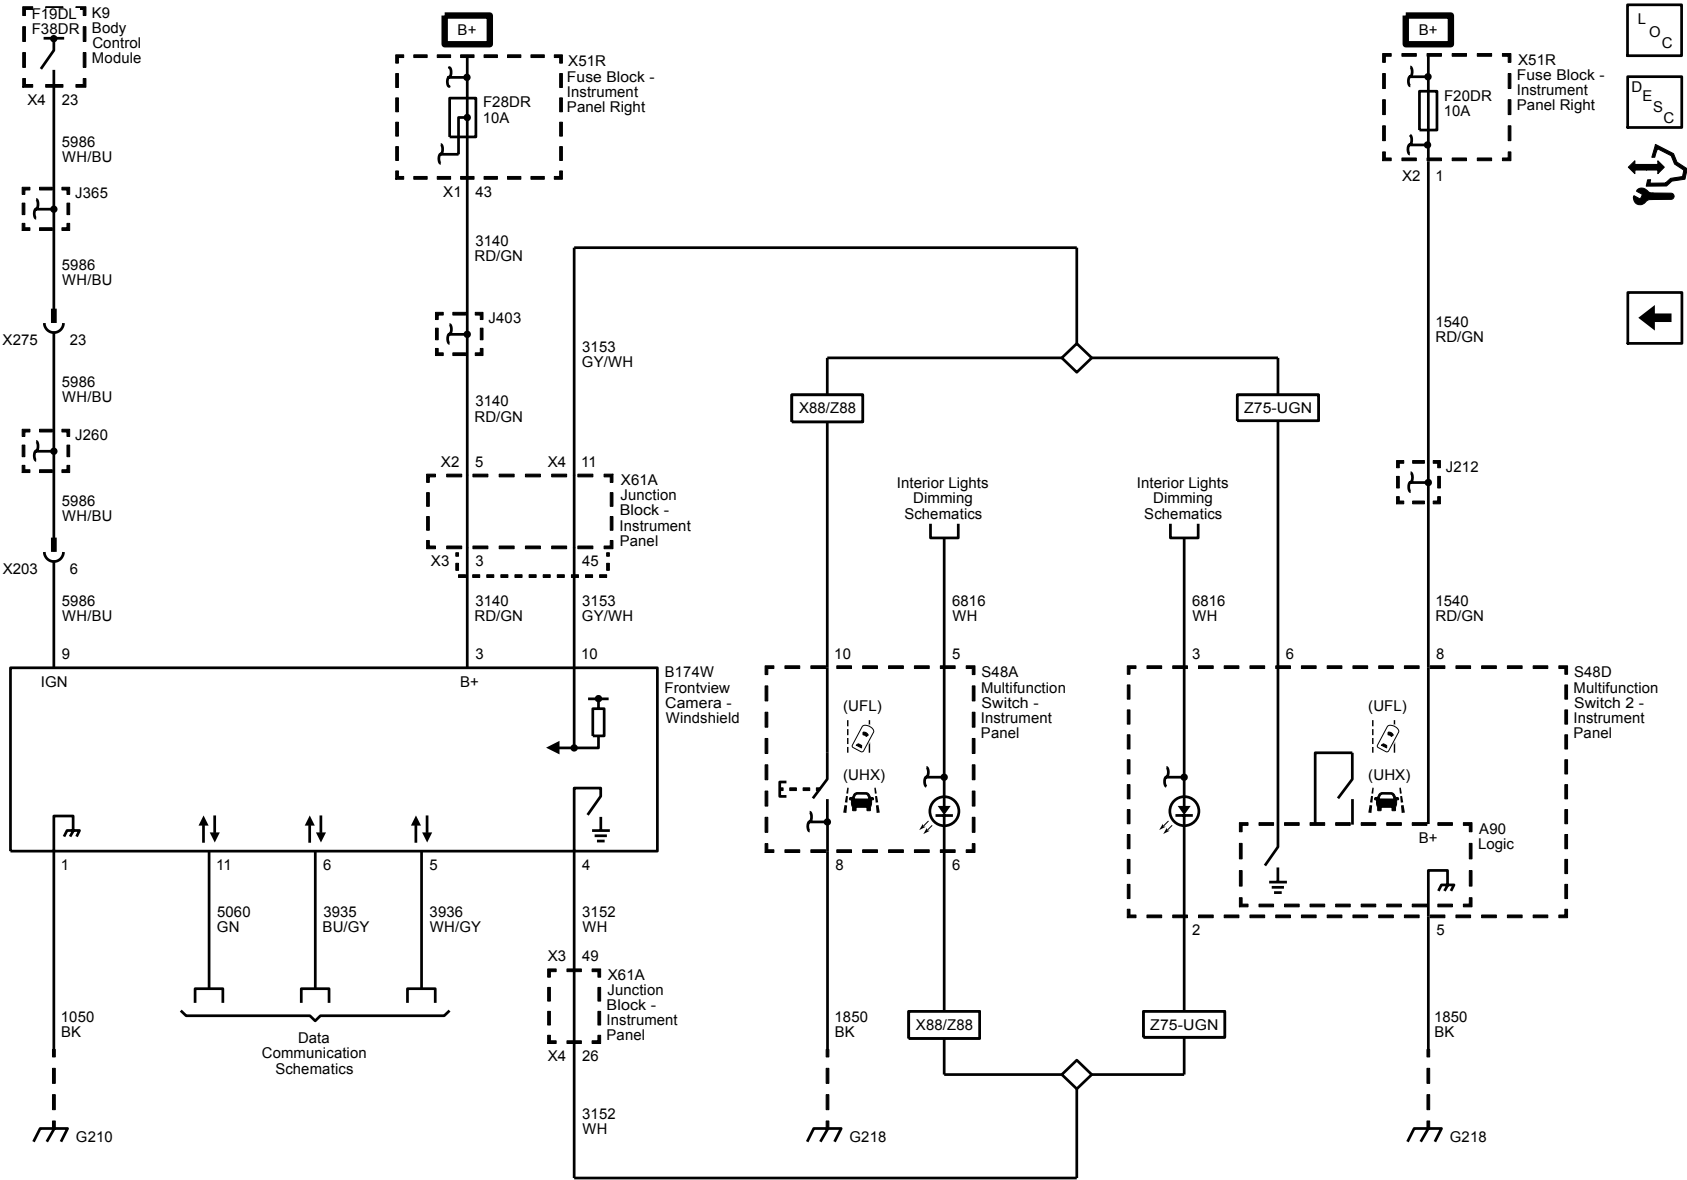 F19DL
F38DR
K9
Body
Control
Module
X4 23
5986
WH/BU
J365
5986
WH/BU
X275 23
5986
WH/BU
J260
5986
WH/BU
X203 6
5986
WH/BU
9
B+
X51R
Fuse Block -
Instrument
Panel Right
F28DR
10A
X1 43
3140
RD/GN
J403
3140
RD/GN
X2 5
X4 11
3153
GY/WH
X61A
Junction
Block -
Instrument
Panel
X3 3
45
3140
RD/GN
3153
GY/WH
3
10
B+
X51R
Fuse Block -
Instrument
Panel Right
F20DR
10A
X2 1
1540
RD/GN
J212
1540
RD/GN
8
L
O
C
D
E
S
C
X88/Z88
Z75-UGN
Interior Lights
Dimming
Schematics
Interior Lights
Dimming
Schematics
6816
WH
6816
WH
IGN
B+
B174W
Frontview
Camera -
Windshield
1
11
6
5
4
10
5
S48A
Multifunction
Switch -
Instrument
Panel
(UFL)
(UHX)
8
6
3
6
S48D
Multifunction
Switch 2 -
Instrument
Panel
(UFL)
(UHX)
B+
A90
Logic
2
5
5060
GN
3935
BU/GY
3936
WH/GY
3152
WH
X3 49
X61A
Junction
Block -
Instrument
Panel
X4 26
3152
WH
1050
BK
Data
Communication
Schematics
1850
BK
X88/Z88
Z75-UGN
1850
BK
G210
G218
G218